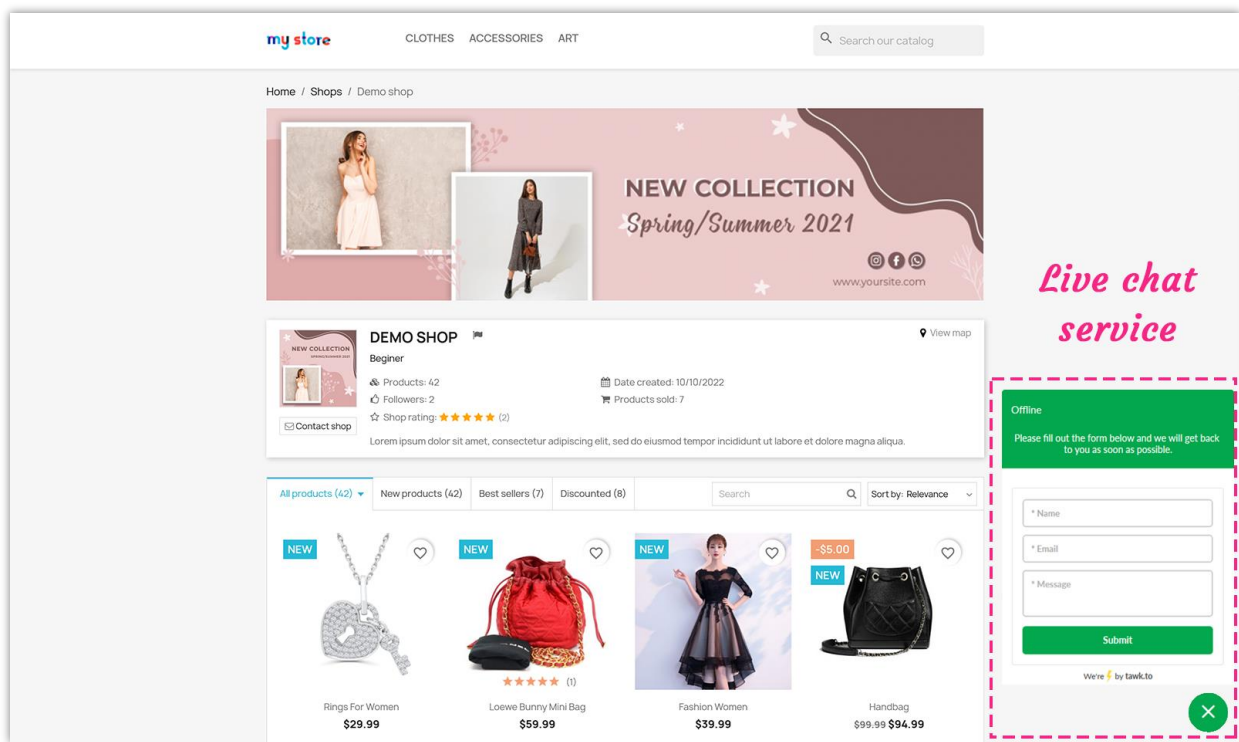 my store
CLOTHES ACCESSORIES ART
Search our catalog
Home / Shops / Demo shop
NEW COLLECTION
Spring/Summer 2021
www.yoursite.com
Live chat
service
NEW COLLECTION
SPRING/SUMMER 2021
Contact shop
DEMO SHOP
View map
Beginer
Products: 42
Date created: 10/10/2022
Followers: 2
Products sold: 7
Shop rating: (2)
Lorem ipsum dolor sit amet, consectetur adipiscing elit, sed do eiusmod tempor incididunt ut labore et dolore magna aliqua.
All products (42) New products (42) Best sellers (7) Discounted (8) Search Sort by: Relevance
NEW
NEW
(1)
NEW
-$5.00
NEW
Rings For Women
$29.99
Loewe Bunny Mini Bag
$59.99
Fashion Women
$39.99
Handbag
$99.99 $94.99
Offline
Please fill out the form below and we will get back
to you as soon as possible.
* Name
* Email
* Message
Submit
We're by tawk.to